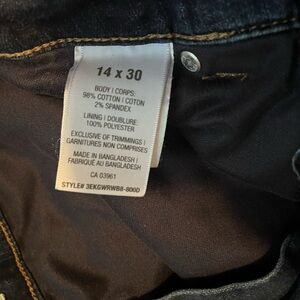 14 x 30
BODY | CORPS:
98% COTTON | COTON
2% SPANDEX
LINING | DOUBLURE:
100% POLYESTER
EXCLUSIVE OF TRIMMINGS |
GARNITURES NON COMPRISES
MADE IN BANGLADESH |
FABRIQUÉ AU BANGLADESH
CA 03961
STYLE# 3EKGWRWB8-800D